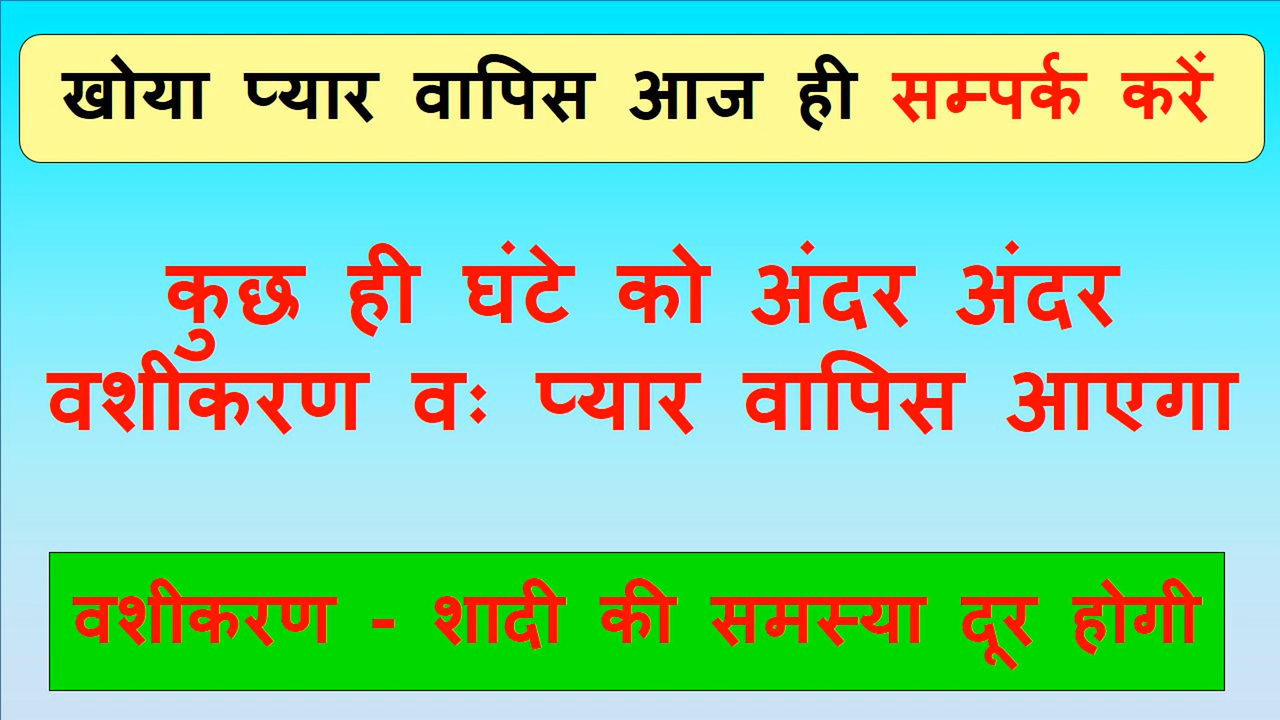 खोया प्यार वापिस आज ही सम्पर्क करें
कुछ ही घंटे को अंदर अंदर
वशीकरण वः प्यार वापिस आएगा
वशीकरण - शादी की समस्या दूर होगी